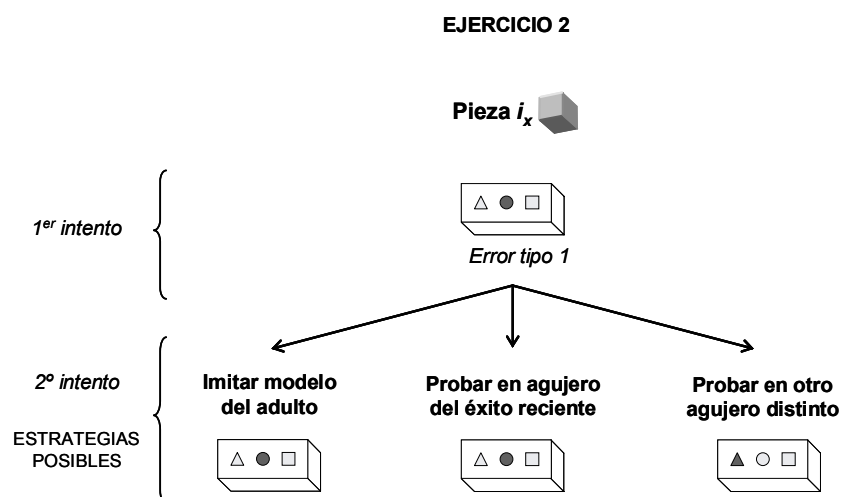 EJERCICIO 2
Pieza ix
1er intento
Error tipo 1
2º intento
ESTRATEGIAS
POSIBLES
Imitar modelo
del adulto
Probar en agujero
del éxito reciente
Probar en otro
agujero distinto